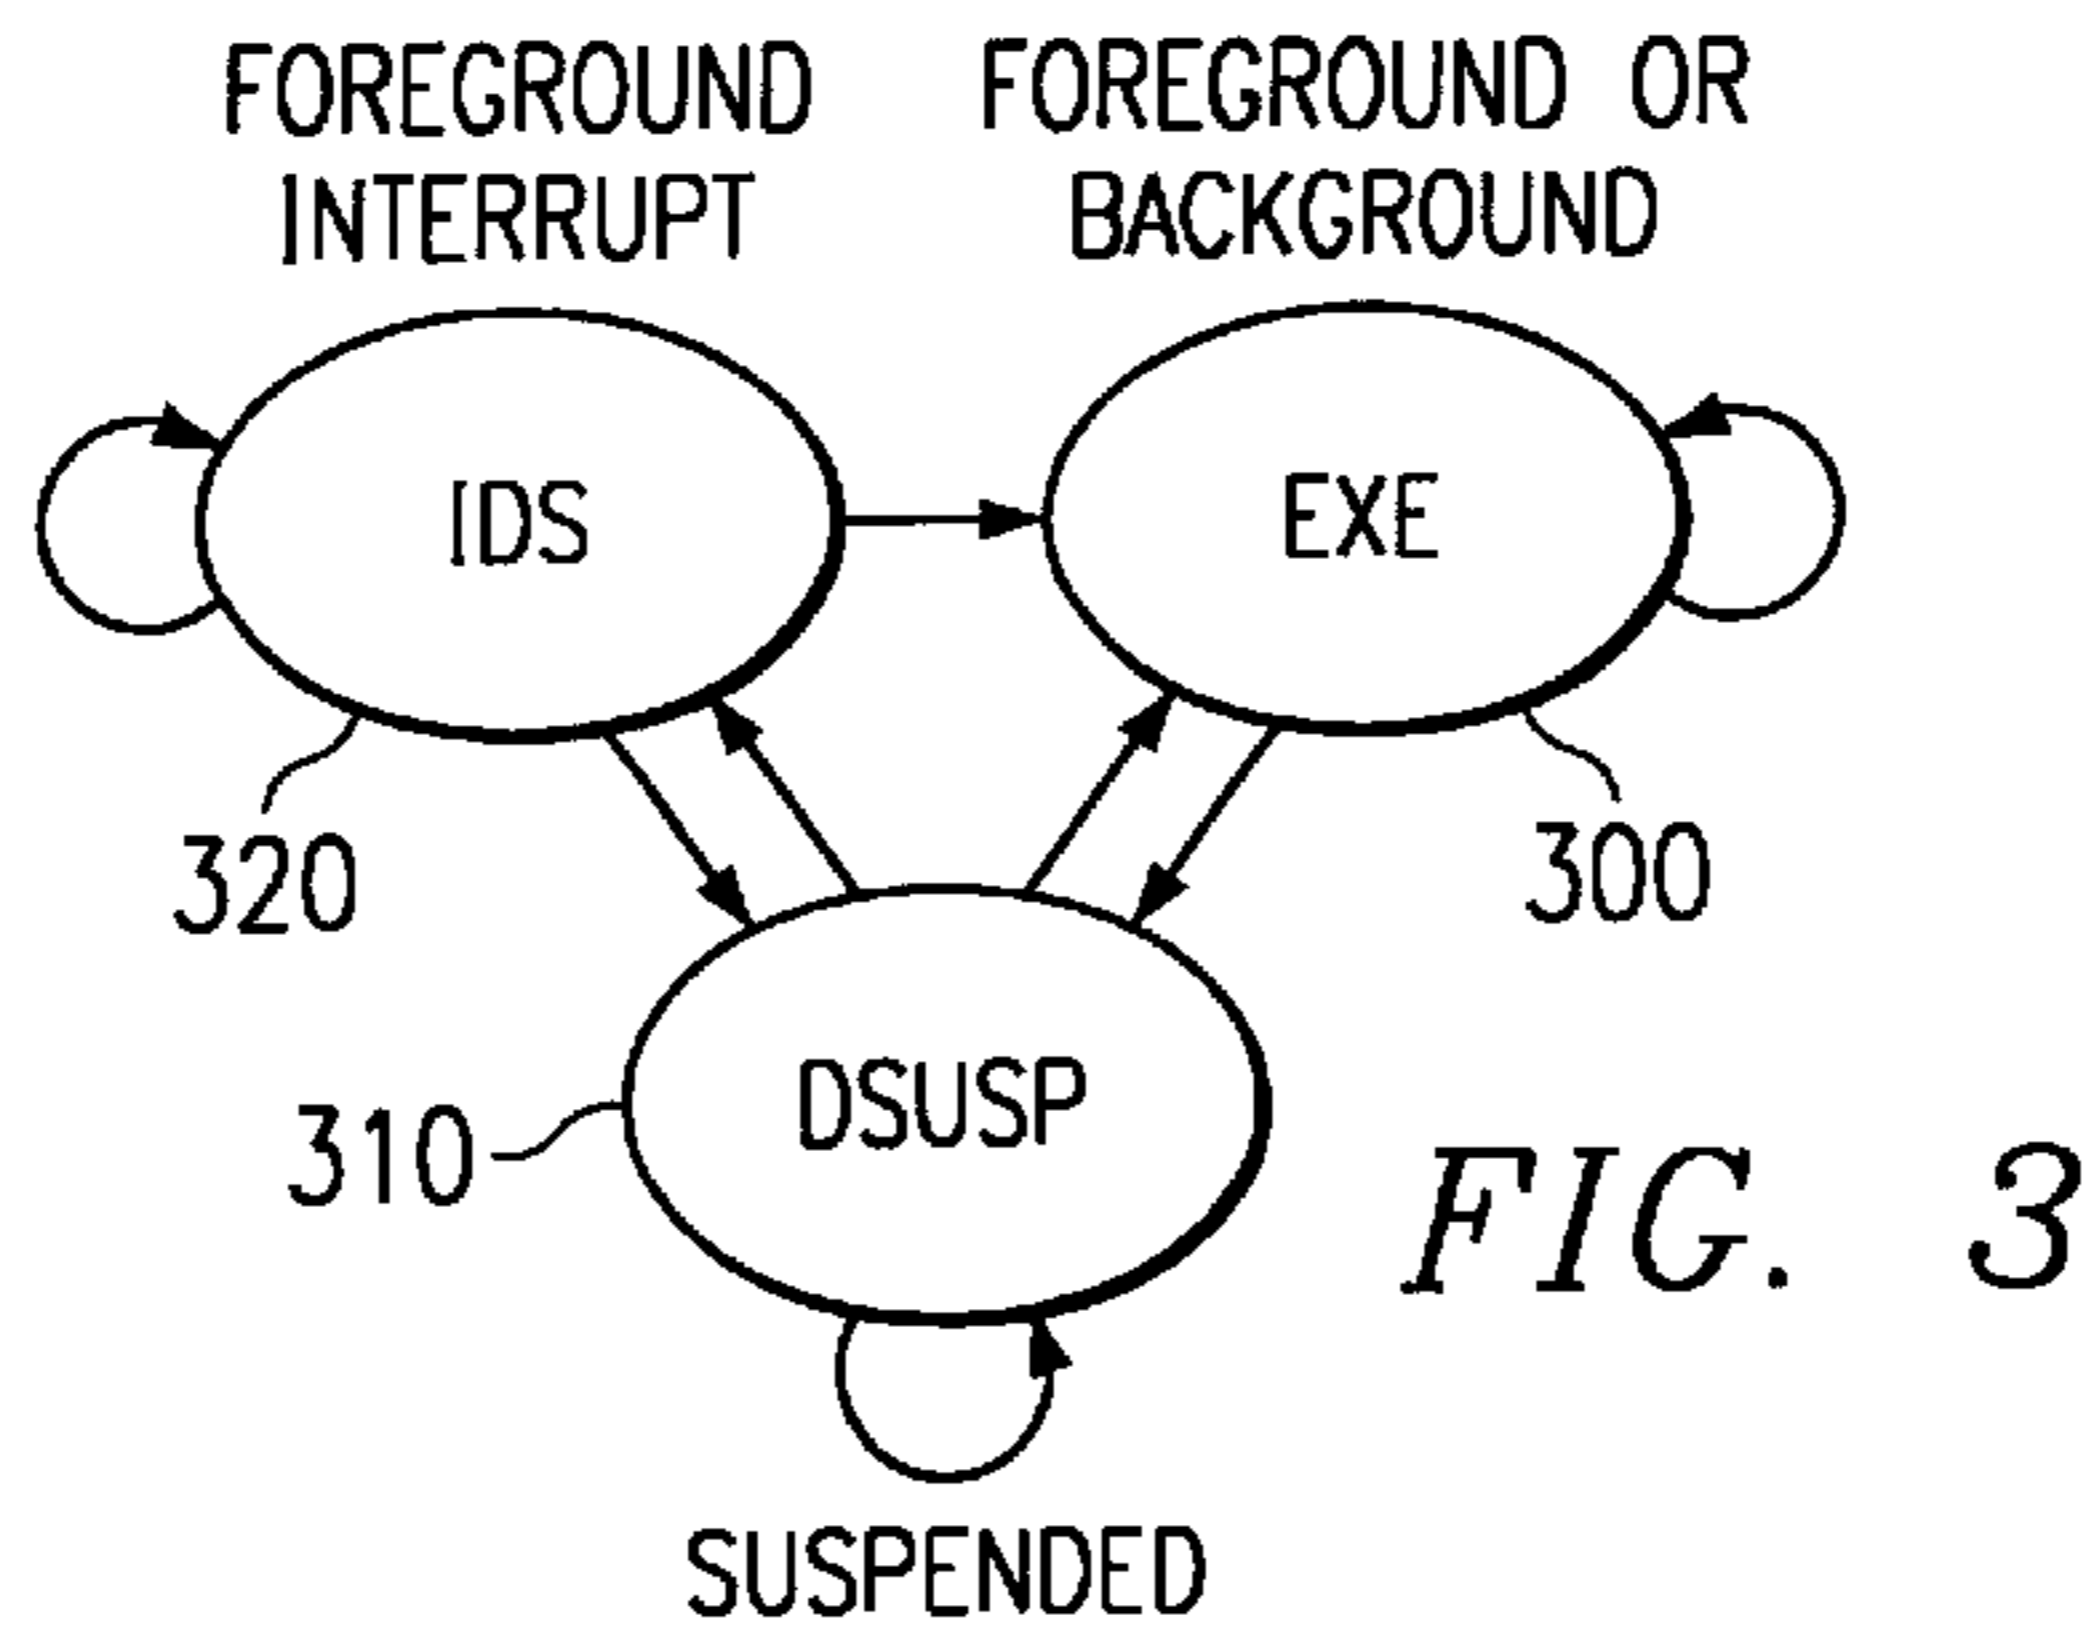 FOREGROUND
INTERRUPT
FOREGROUND OR
BACKGROUND
IDS
EXE
320
300
DSUSP
310
FIG. 3
SUSPENDED